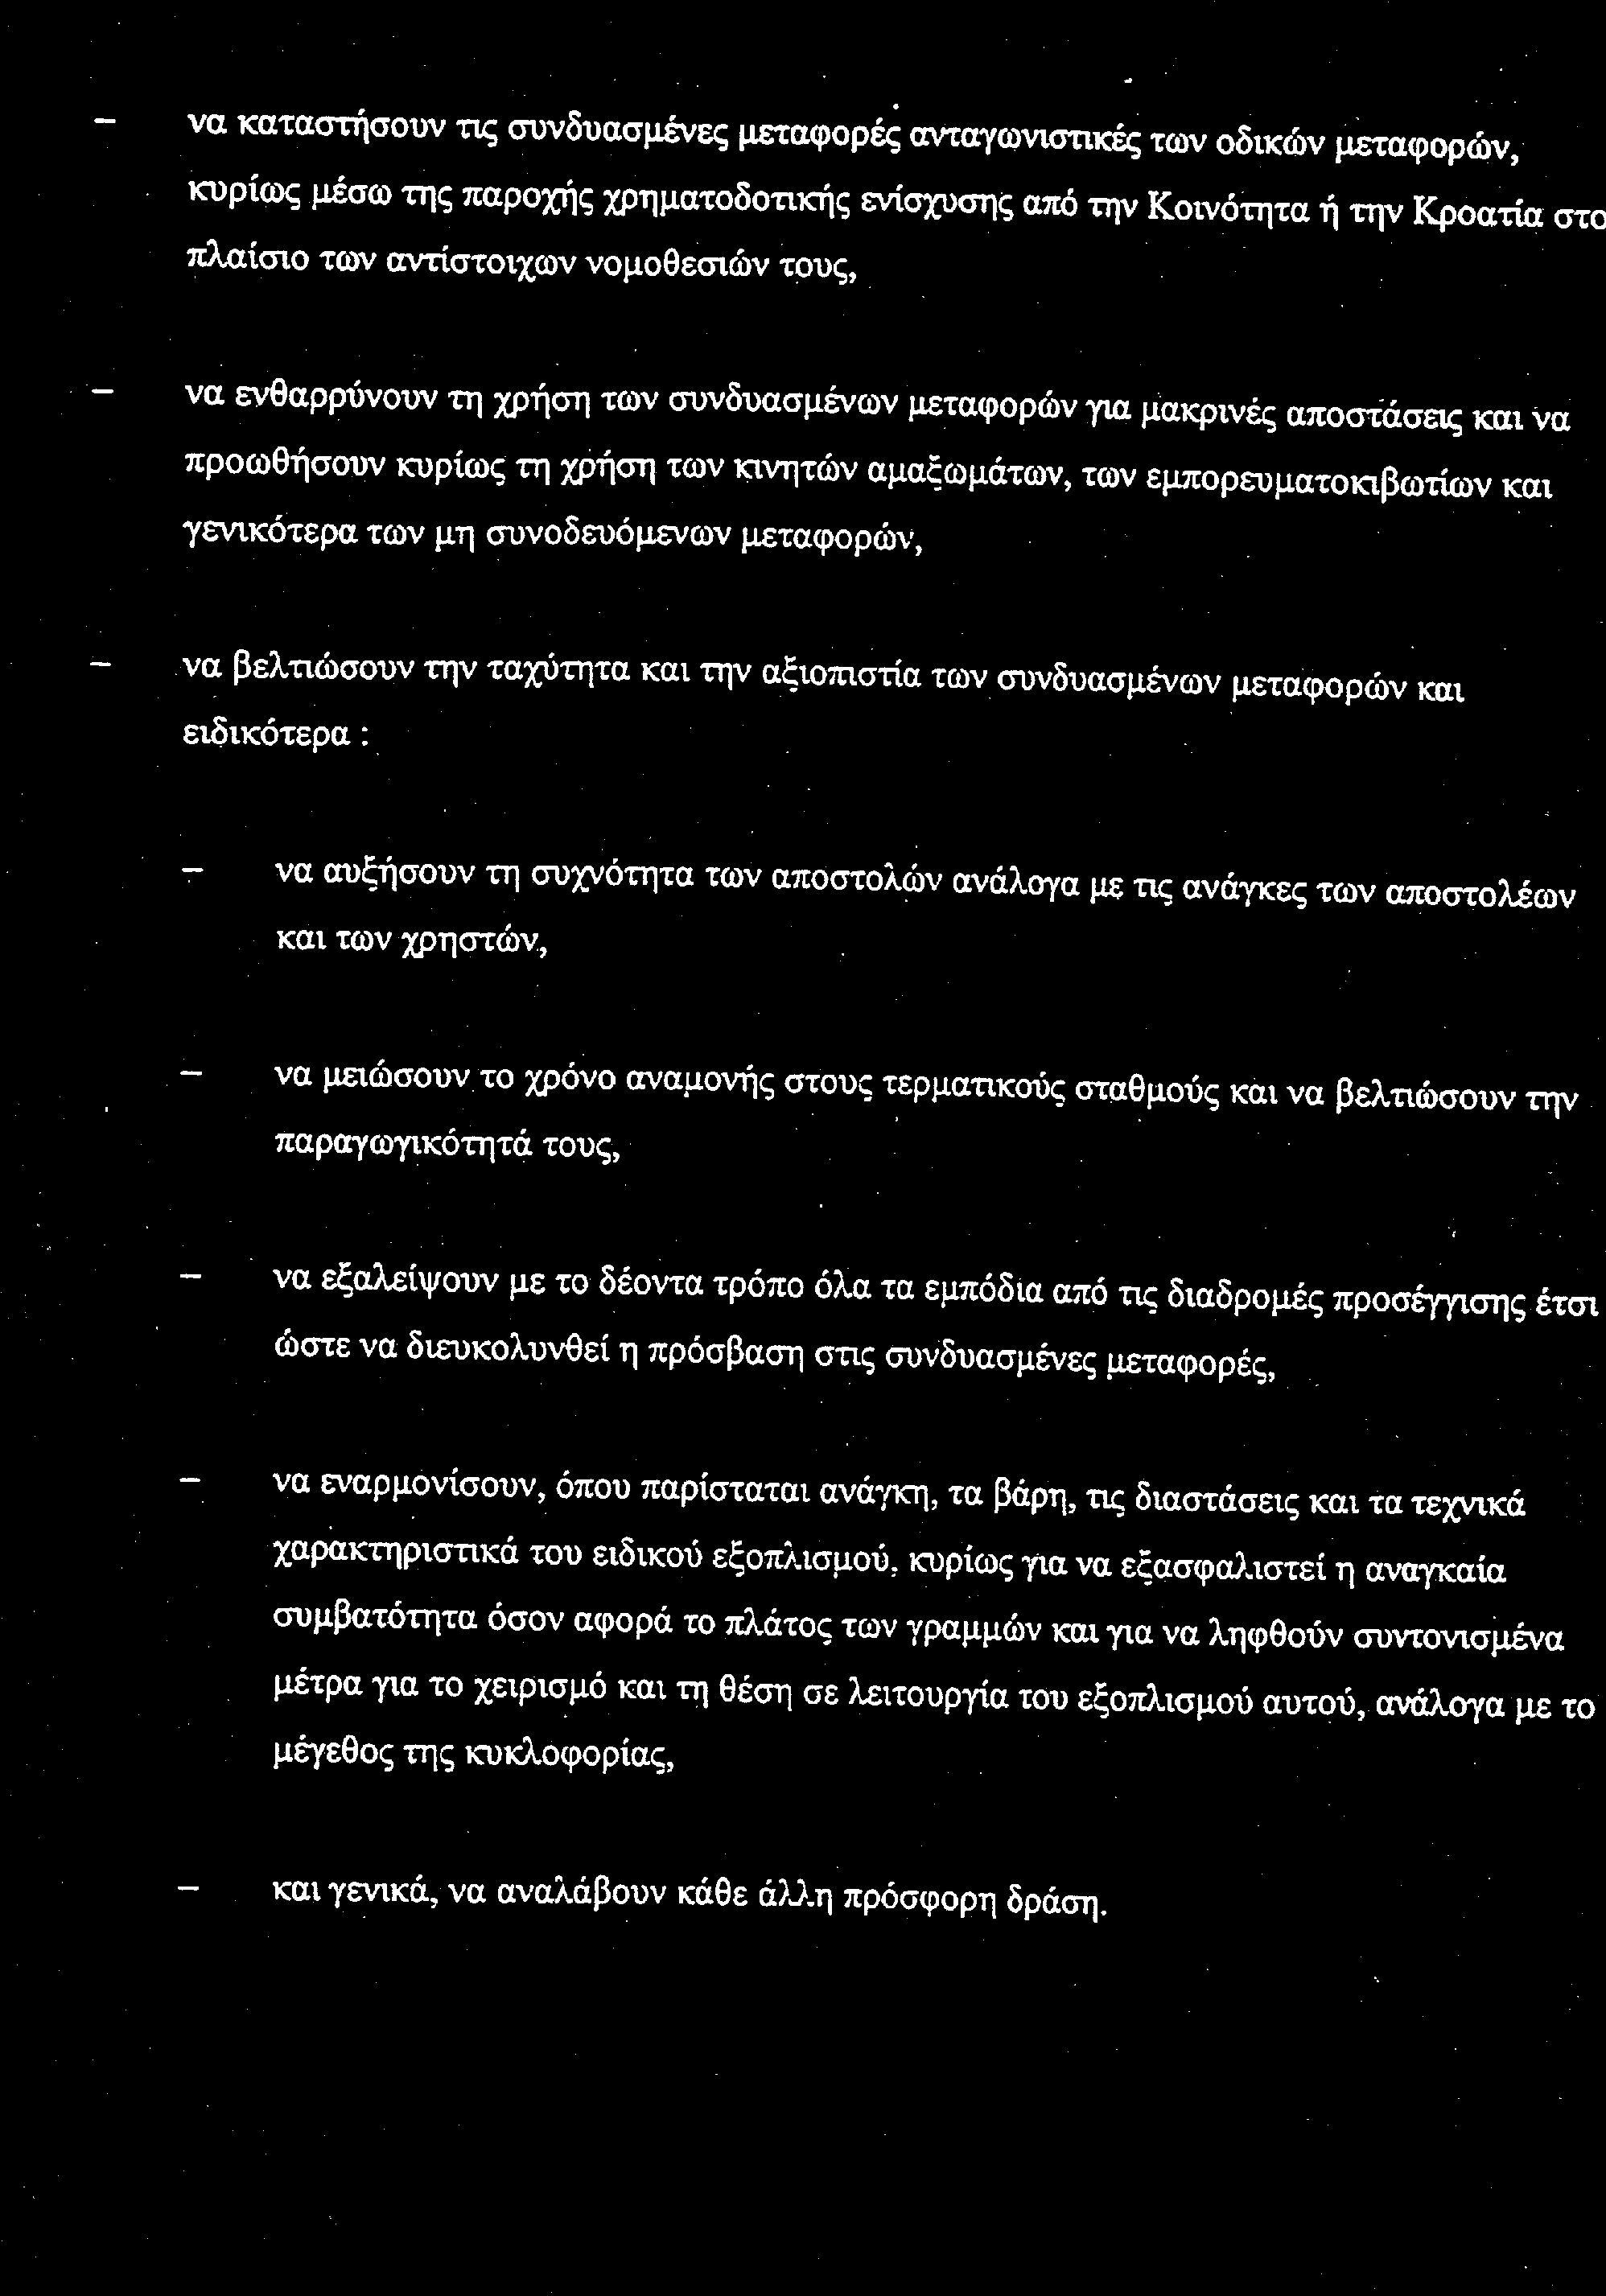 – να καταστήσουν τις συνδυασμένες μεταφορές ανταγωνιστικές των οδικών μεταφορών,
κυρίως μέσω της παροχής χρηματοδοτικής ενίσχυσης από την Κοινότητα ή την Κροατία στο
πλαίσιο των αντίστοιχων νομοθεσιών τους,
– να ενθαρρύνουν τη χρήση των συνδυασμένων μεταφορών για μακρινές αποστάσεις και να
προωθήσουν κυρίως τη χρήση των κινητών αμαξωμάτων, των εμπορευματοκιβωτίων και
γενικότερα των μη συνοδευόμενων μεταφορών,
– να βελτιώσουν την ταχύτητα και την αξιοπιστία των συνδυασμένων μεταφορών και
ειδικότερα :
– να αυξήσουν τη συχνότητα των αποστολών ανάλογα με τις ανάγκες των αποστολέων
και των χρηστών,
– να μειώσουν το χρόνο αναμονής στους τερματικούς σταθμούς και να βελτιώσουν την
παραγωγικότητά τους,
– να εξαλείψουν με το δέοντα τρόπο όλα τα εμπόδια από τις διαδρομές προσέγγισης έτσι
ώστε να διευκολυνθεί η πρόσβαση στις συνδυασμένες μεταφορές,
– να εναρμονίσουν, όπου παρίσταται ανάγκη, τα βάρη, τις διαστάσεις και τα τεχνικά
χαρακτηριστικά του ειδικού εξοπλισμού, κυρίως για να εξασφαλιστεί η αναγκαία
συμβατότητα όσον αφορά το πλάτος των γραμμών και για να ληφθούν συντονισμένα
μέτρα για το χειρισμό και τη θέση σε λειτουργία του εξοπλισμού αυτού, ανάλογα με το
μέγεθος της κυκλοφορίας,
– και γενικά, να αναλάβουν κάθε άλλη πρόσφορη δράση.